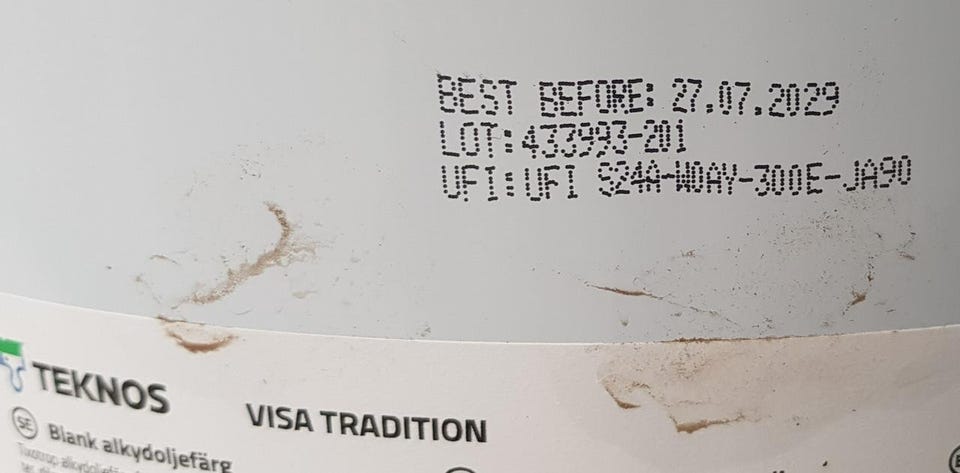 BEST BEFORE: 27.07.2029
LOT:433993-201
UFI:UFI S24A-W0AY-300E-JA90
TEKNOS
VISA TRADITION
SE Blank alkydoljefärg